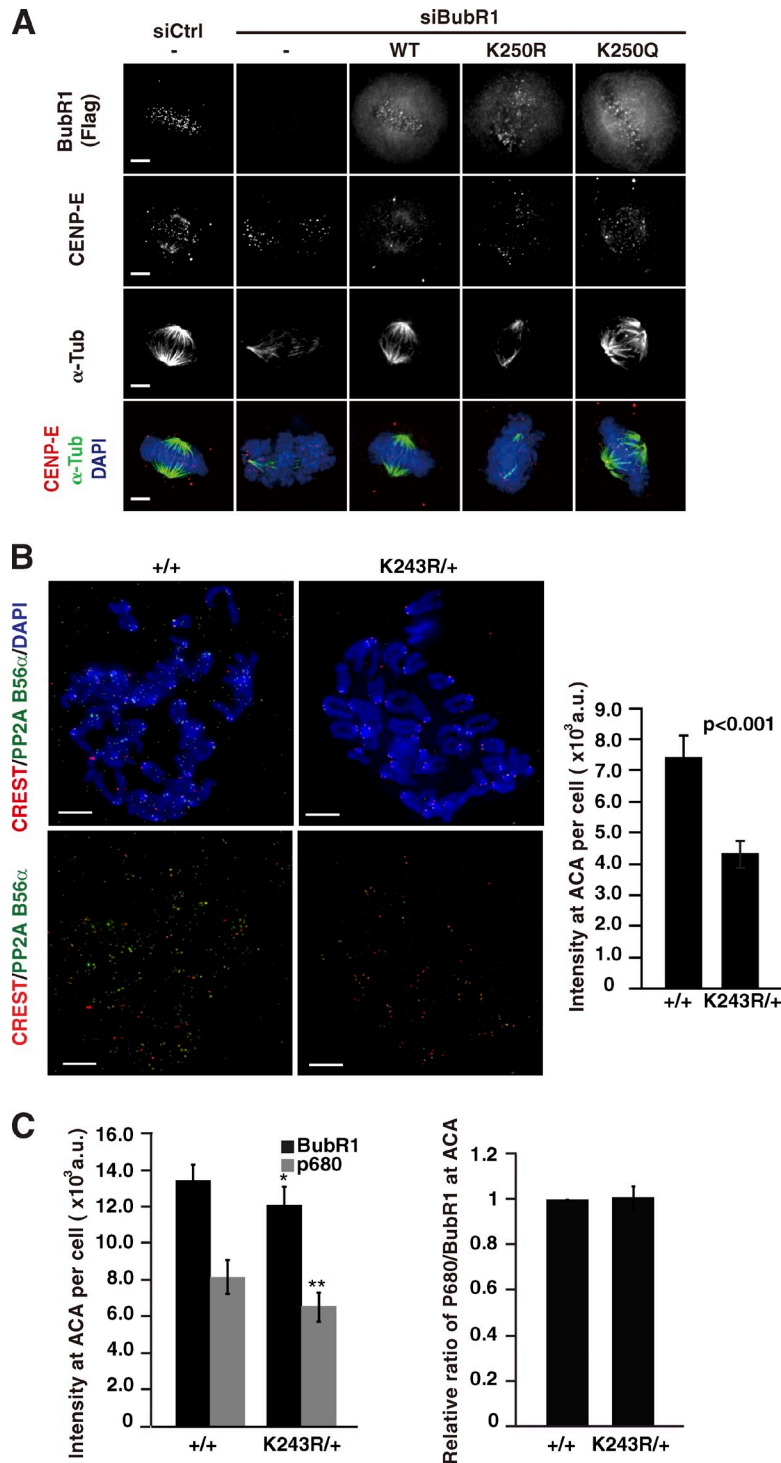 A
siBubR1
siCtrl
- - WT K250R K250Q
BubR1
(Flag)
CENP-E
α-Tub
CENP-E
α-Tub
DAPI
B
+/+ K243R/+
CREST/PP2A B56α/DAPI
CREST/PP2A B56α
Intensity at ACA per cell ( x10³a.u.)
9.0
8.0
7.0
6.0
5.0
4.0
3.0
2.0
1.0
0
p<0.001
+/+ K243R/+
C
Intensity at ACA per cell ( x10³a.u.)
16.0
14.0
12.0
10.0
8.0
6.0
4.0
2.0
0
BubR1
p680
*
**
+/+ K243R/+
Relative ratio of P680/BubR1 at ACA
1.2
1
0.8
0.6
0.4
0.2
0
+/+ K243R/+